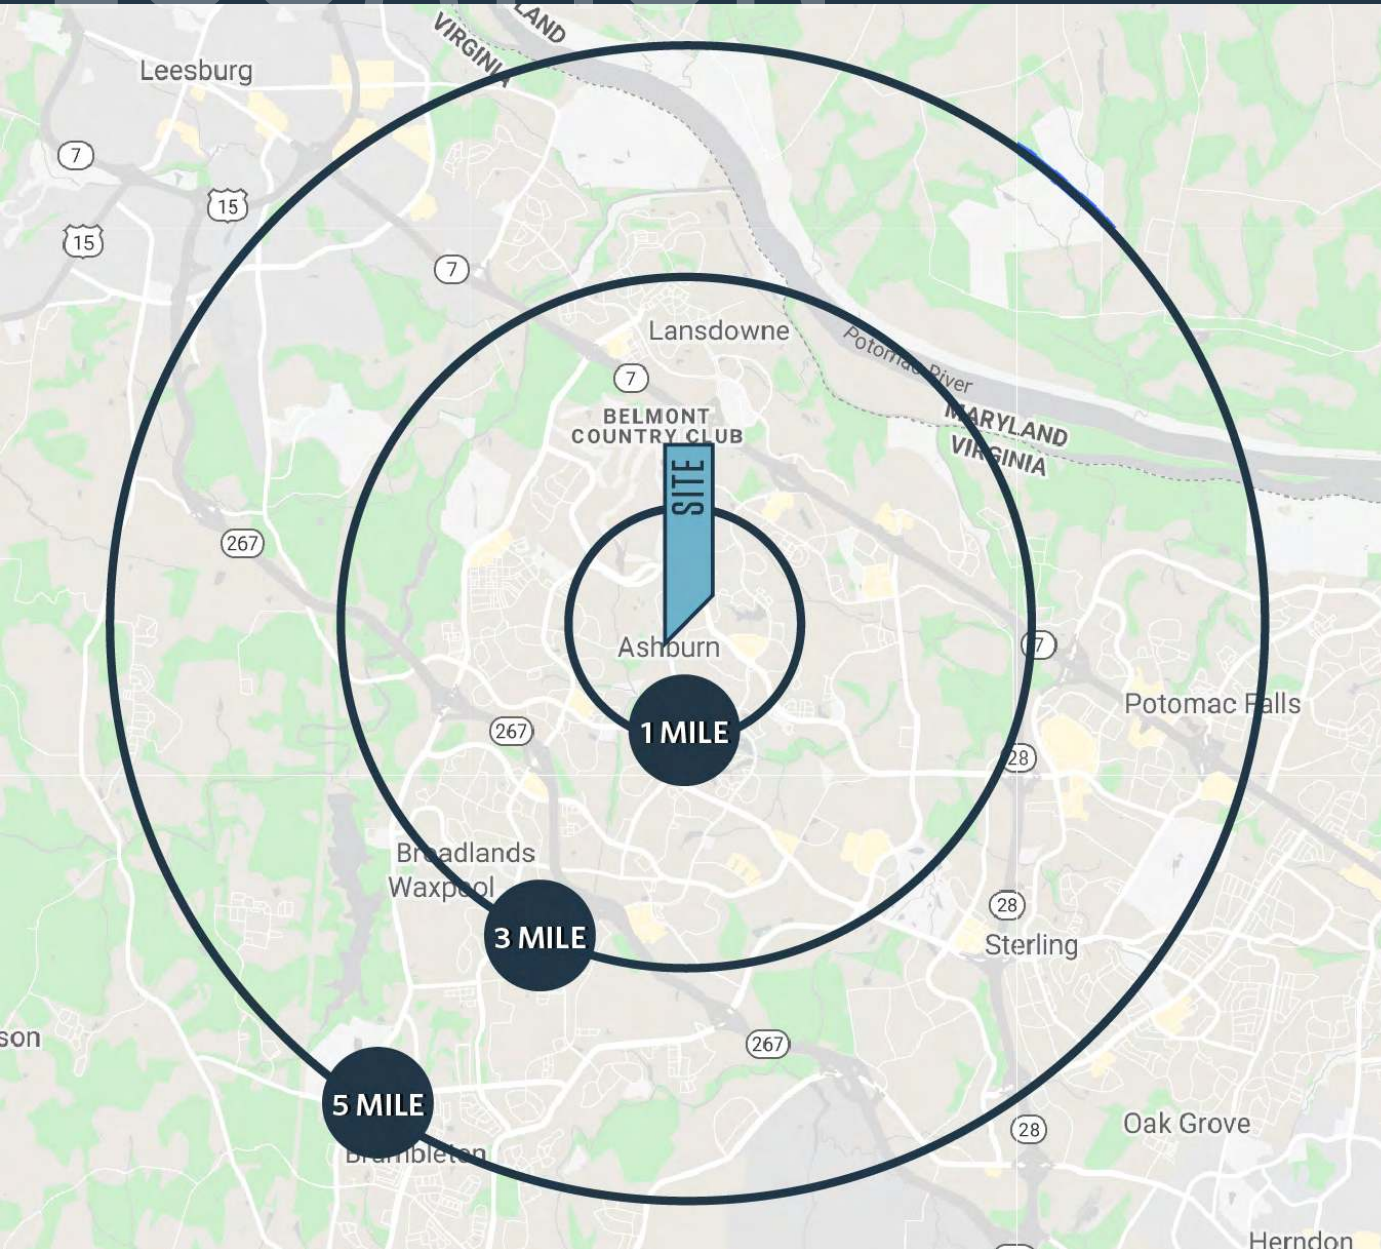 LAND
VIRGINIA
Leesburg
7
15
15
7
Lansdowne
Potomac River
7
BELMONT
COUNTRY CLUB
MARYLAND
VIRGINIA
SITE
267
Ashburn
7
Potomac Falls
1 MILE
267
28
Broadlands
Waxpool
28
3 MILE
Sterling
son
267
5 MILE
Oak Grove
28
Brambleton
Herndon